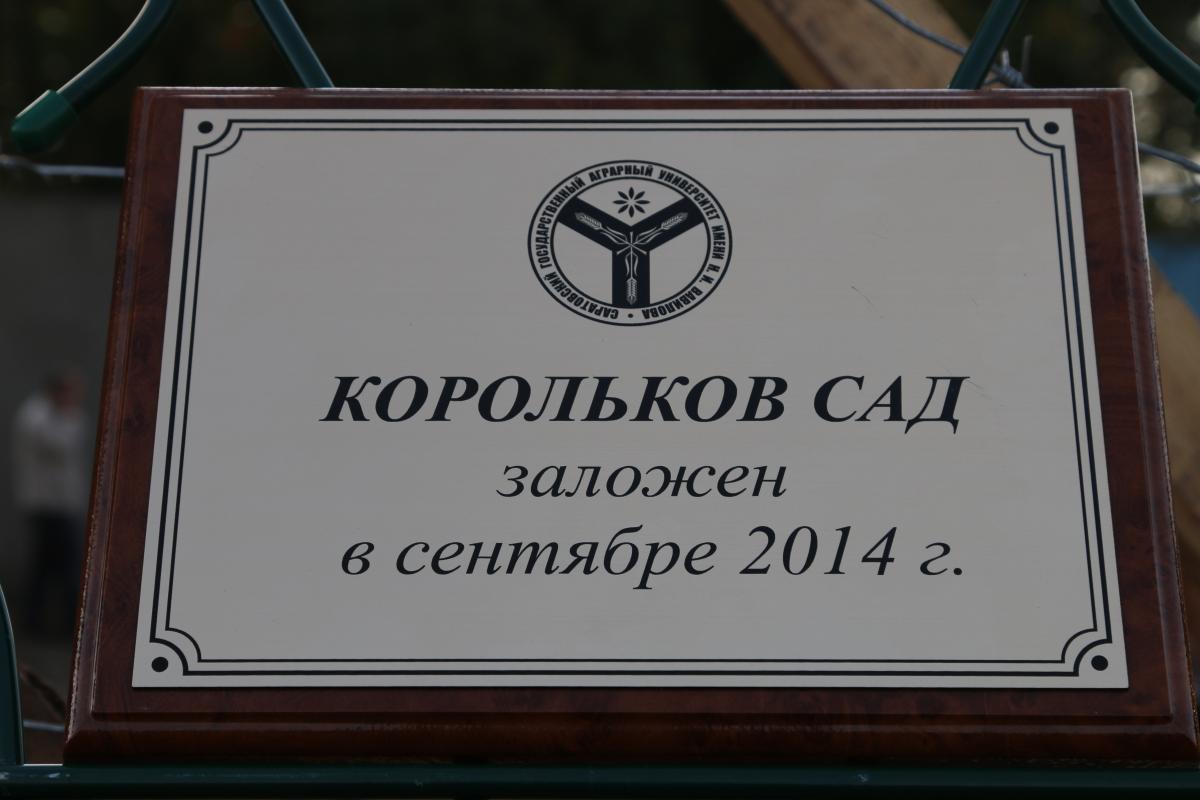 САРАТОВСКИЙ ГОСУДАРСТВЕННЫЙ АГРАРНЫЙ УНИВЕРСИТЕТ ИМЕНИ Н. И. ВАВИЛОВА •
КОРОЛЬКОВ САД
заложен
в сентябре 2014 г.